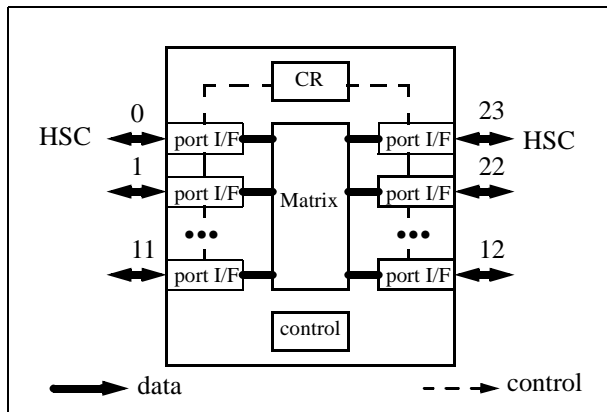 CR
0
23
HSC
port I/F
port I/F
HSC
1
22
port I/F
Matrix
port I/F
•••
•••
11
12
port I/F
port I/F
control
data
control